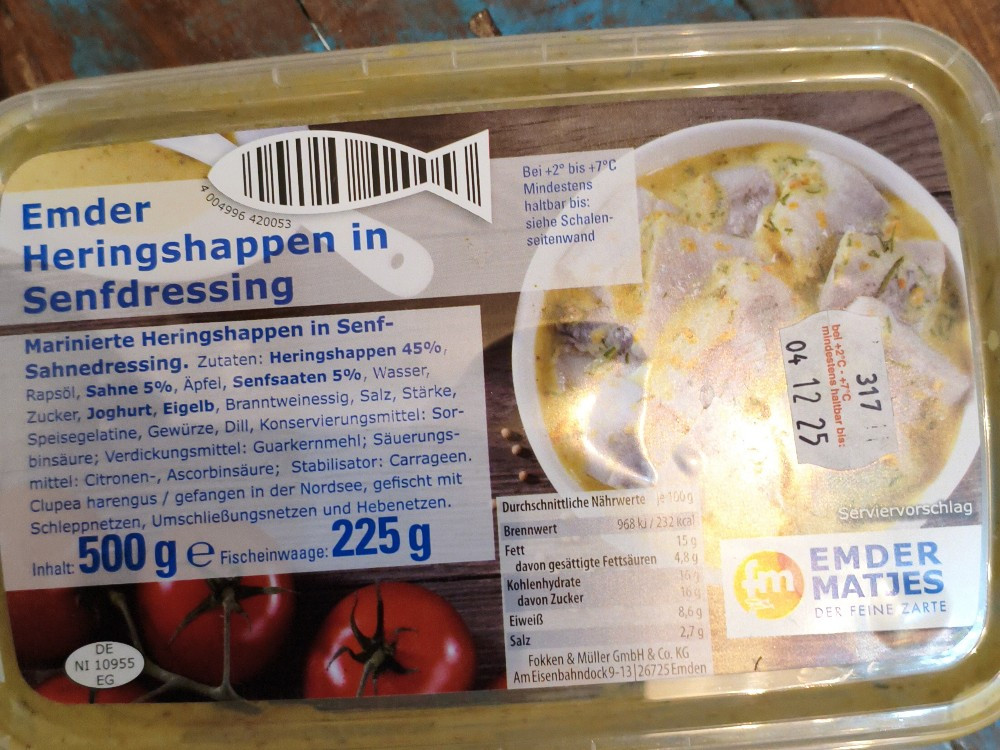 4 004996 420053
Bei +2° bis +7°C
Mindestens
haltbar bis:
siehe Schalen-
seitenwand
Emder
Heringshappen in
Senfdressing
Marinierte Heringshappen in Senf-
Sahnedressing. Zutaten: Heringshappen 45%,
Rapsöl, Sahne 5%, Äpfel, Senfsaaten 5%, Wasser,
Zucker, Joghurt, Eigelb, Branntweinessig, Salz, Stärke,
Speisegelatine, Gewürze, Dill, Konservierungsmittel: Sor-
binsäure; Verdickungsmittel: Guarkernmehl; Säuerungs-
mittel: Citronen-, Ascorbinsäure; Stabilisator: Carrageen.
Clupea harengus / gefangen in der Nordsee, gefischt mit
Schleppnetzen, Umschließungsnetzen und Hebenetzen.
Inhalt: 500 g e Fischeinwaage: 225 g
DE
NI 10955
EG
Durchschnittliche Nährwerte je 100g
Brennwert 968 kJ / 232 kcal
Fett 15 g
davon gesättigte Fettsäuren 4,8 g
Kohlenhydrate 16 g
davon Zucker g
Eiweiß 8,6 g
Salz 2,7 g
Fokken & Müller GmbH & Co. KG
Am Eisenbahndock 9-13 | 26725 Emden
317
bei +2°C - +7°C
mindestens haltbar bis:
04 12 25
Serviervorschlag
fm
EMDER
MATJES
DER FEINE ZARTE